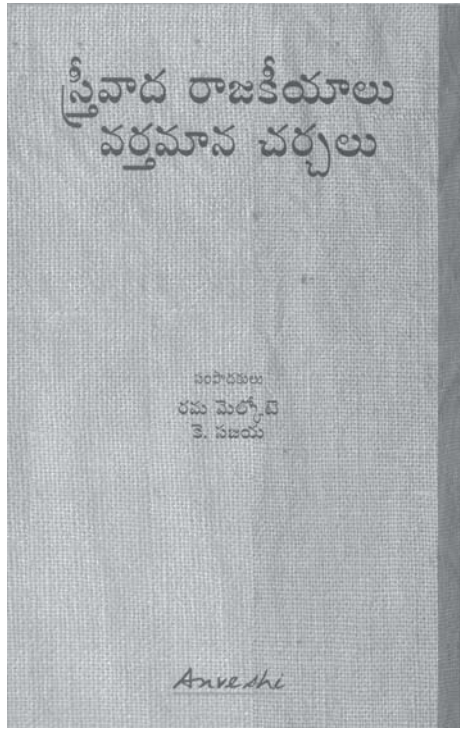 స్త్రీవాద రాజకీయాలు
వర్తమాన చర్చలు
సంపాదకులు
రమ మెల్కోటె
కె. సజయ
Anveshi